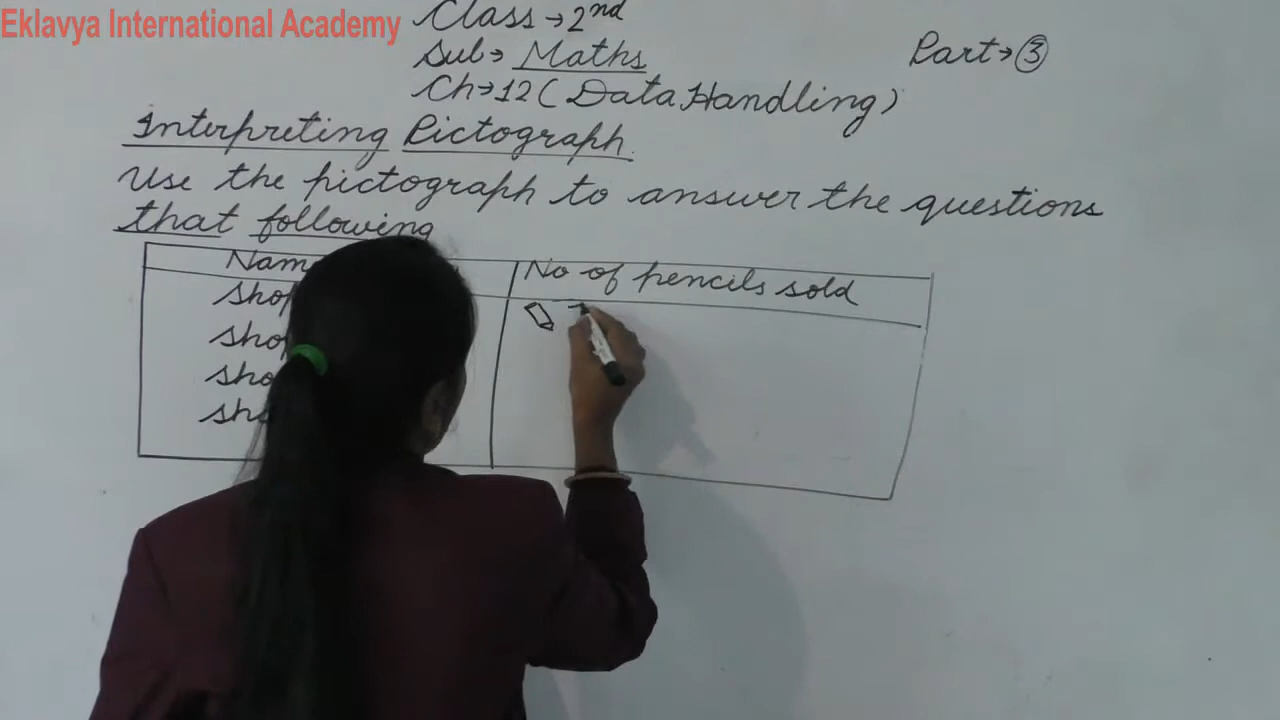 Eklavya International Academy
Class → 2nd
Sub → Maths
Part → 3
Ch → 12 (Data Handling)
Interpreting Pictograph.
Use the pictograph to answer the questions
that following
No of pencils sold